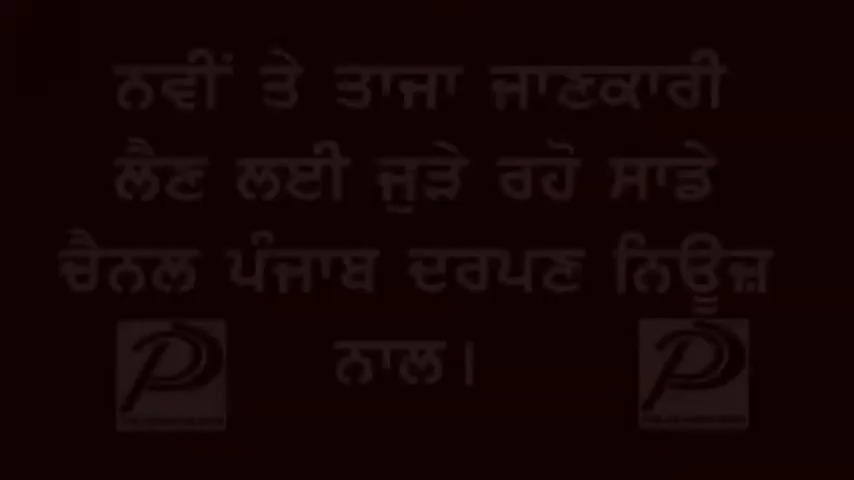 ਨਵੀਂ ਤੇ ਤਾਜਾ ਜਾਣਕਾਰੀ
ਲੈਣ ਲਈ ਜੁੜੇ ਰਹੋ ਸਾਡੇ
ਚੈਨਲ ਪੰਜਾਬ ਦਰਪਣ ਨਿਊਜ਼
ਨਾਲ।